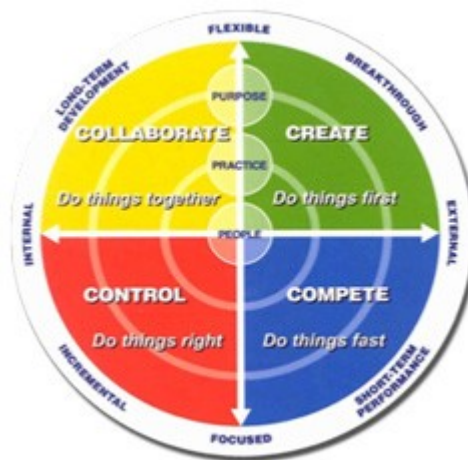 FLEXIBLE
LONG-TERM
DEVELOPMENT
BREAKTHROUGH
PURPOSE
COLLABORATE
CREATE
PRACTICE
Do things together
Do things first
INTERNAL
PEOPLE
EXTERNAL
CONTROL
COMPETE
Do things right
Do things fast
INCREMENTAL
SHORT-TERM
PERFORMANCE
FOCUSED